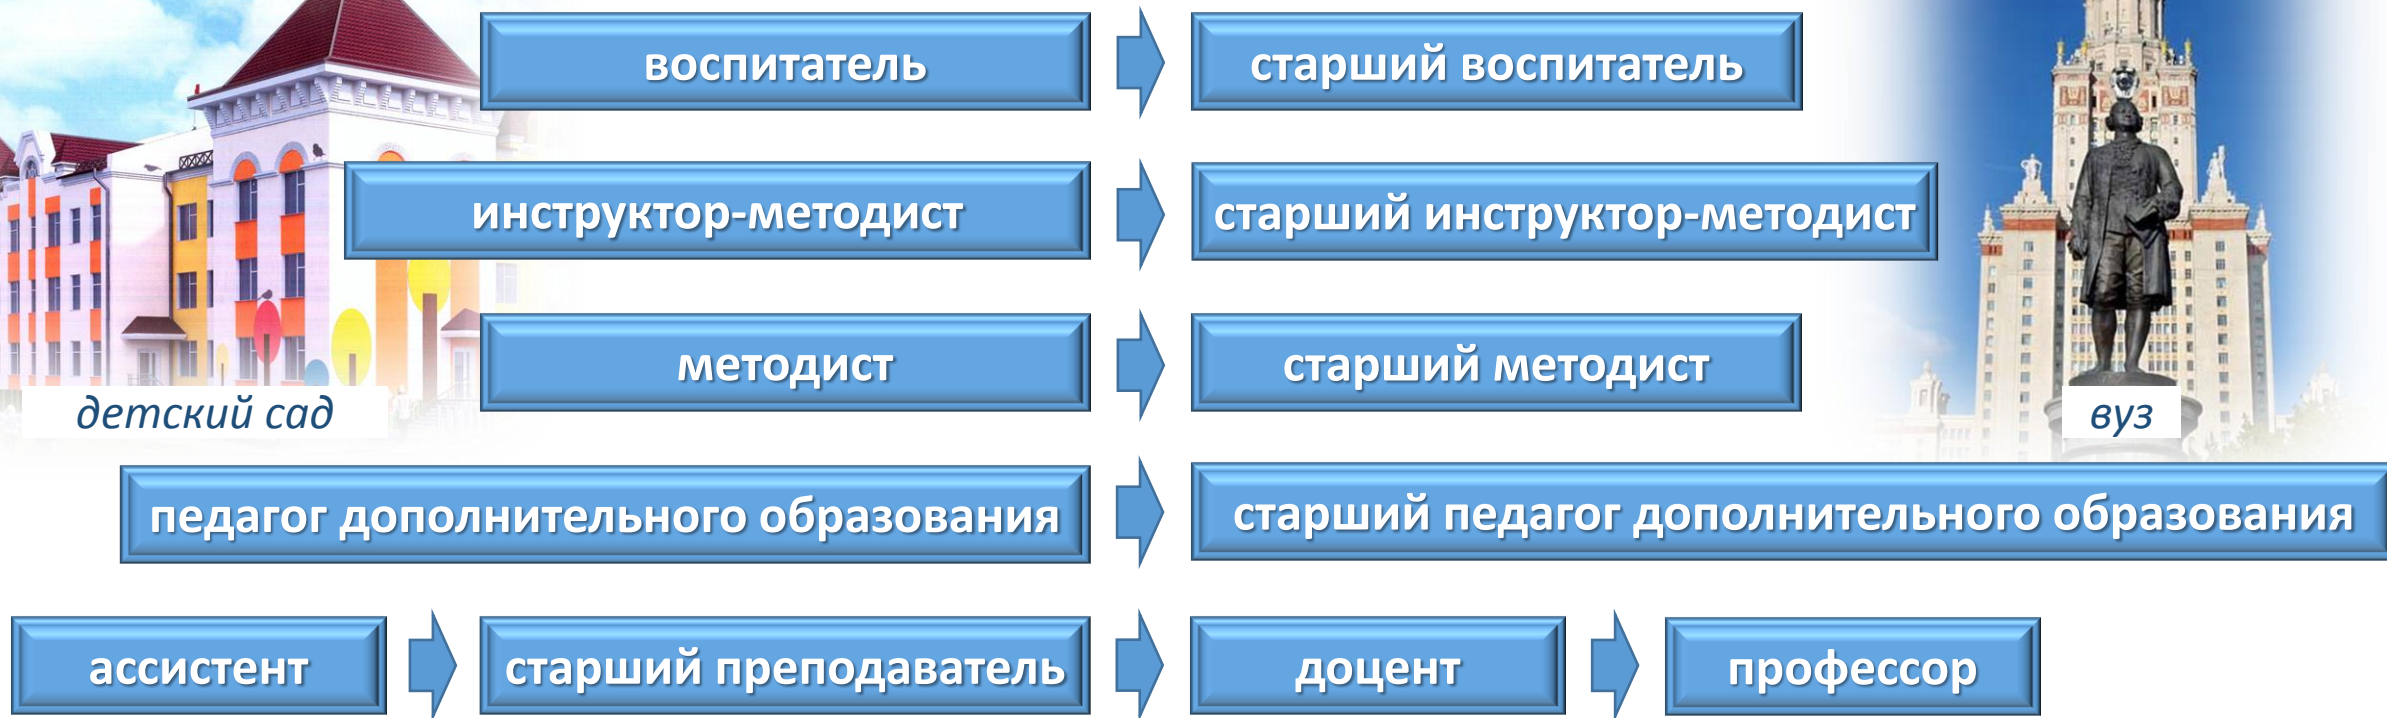 воспитатель
старший воспитатель
инструктор-методист
старший инструктор-методист
методист
старший методист
детский сад
вуз
педагог дополнительного образования
старший педагог дополнительного образования
ассистент
старший преподаватель
доцент
профессор